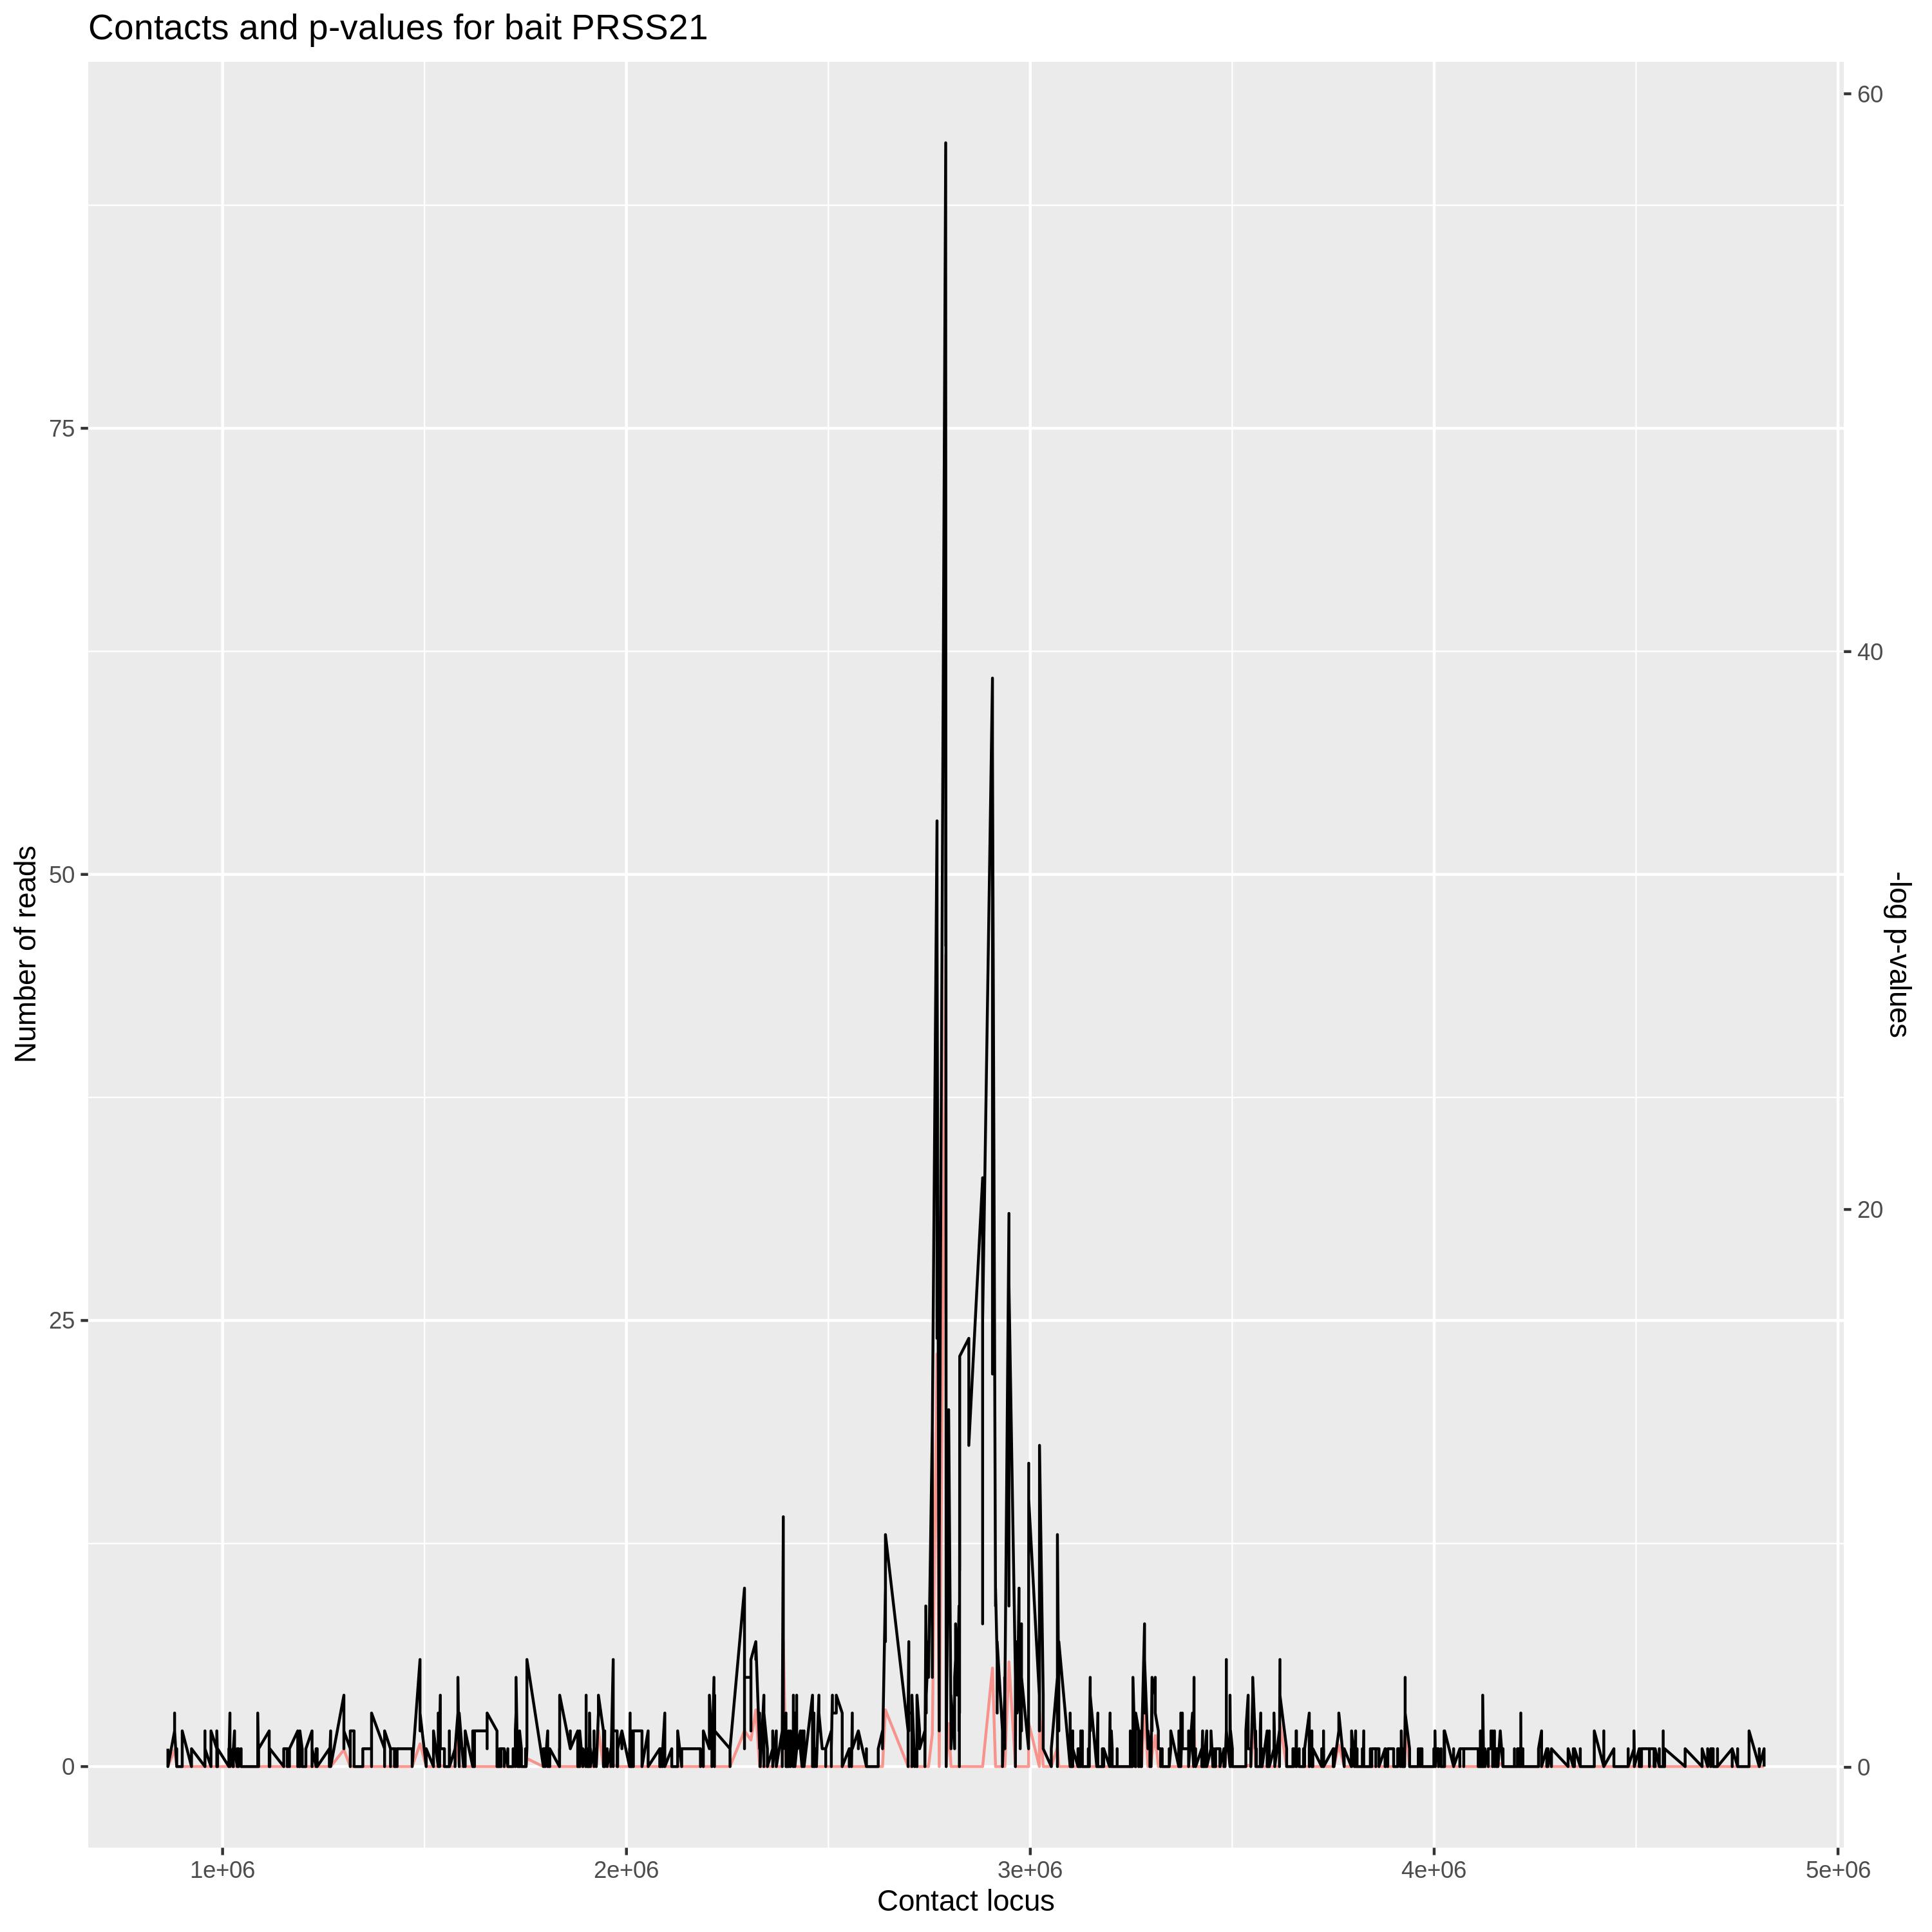 Contacts and p-values for bait PRSS21
60
75
40
50
Number of reads
-log p-values
20
25
0
0
1e+06 2e+06 3e+06 4e+06 5e+06
Contact locus